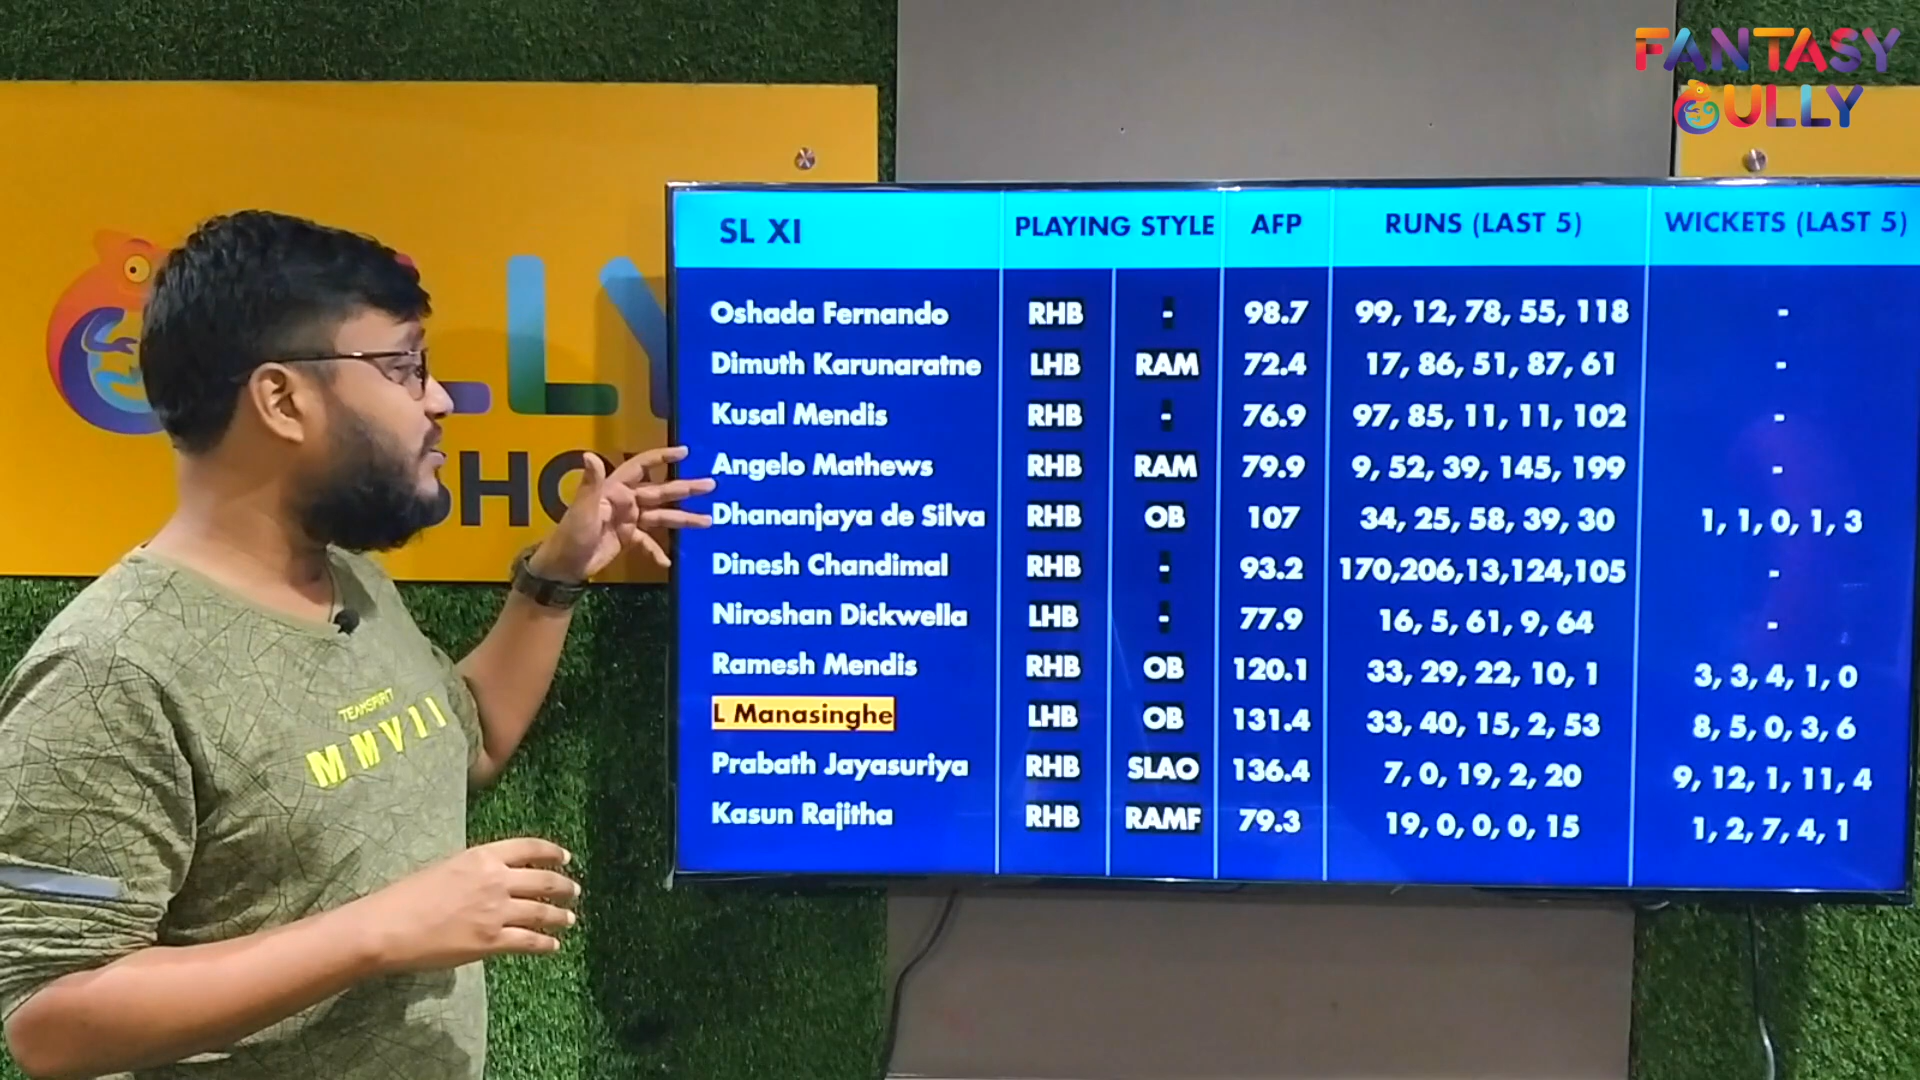 FANTASY
GULLY
LLY
SHO
TEAMSPIRIT
MMVII
SL XI PLAYING STYLE AFP RUNS (LAST 5) WICKETS (LAST 5)
Oshada Fernando RHB - 98.7 99, 12, 78, 55, 118 -
Dimuth Karunaratne LHB RAM 72.4 17, 86, 51, 87, 61 -
Kusal Mendis RHB - 76.9 97, 85, 11, 11, 102 -
Angelo Mathews RHB RAM 79.9 9, 52, 39, 145, 199 -
Dhananjaya de Silva RHB OB 107 34, 25, 58, 39, 30 1, 1, 0, 1, 3
Dinesh Chandimal RHB - 93.2 170,206,13,124,105 -
Niroshan Dickwella LHB - 77.9 16, 5, 61, 9, 64 -
Ramesh Mendis RHB OB 120.1 33, 29, 22, 10, 1 3, 3, 4, 1, 0
L Manasinghe LHB OB 131.4 33, 40, 15, 2, 53 8, 5, 0, 3, 6
Prabath Jayasuriya RHB SLAO 136.4 7, 0, 19, 2, 20 9, 12, 1, 11, 4
Kasun Rajitha RHB RAMF 79.3 19, 0, 0, 0, 15 1, 2, 7, 4, 1